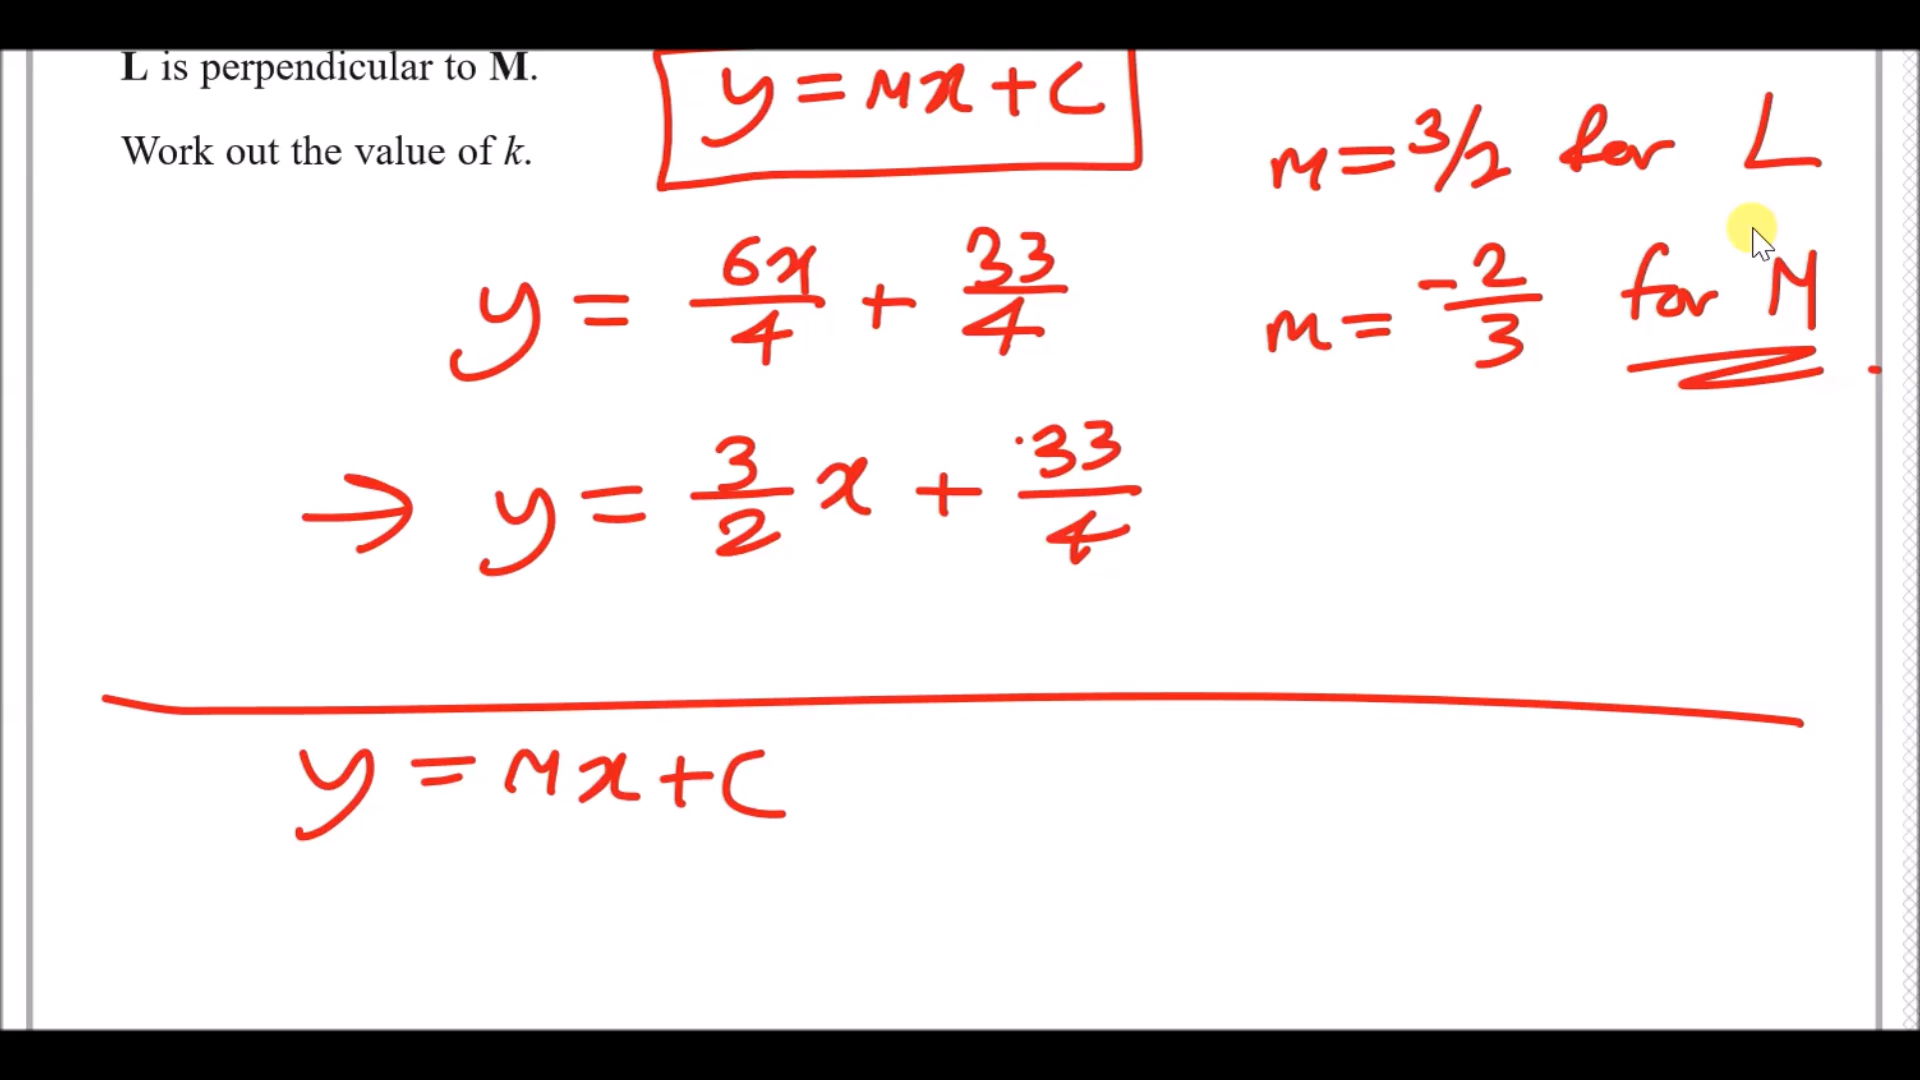 L is perpendicular to M.
Work out the value of k.
y = mx + c
m = 3/2 for L
m = -2/3 for M
y = 6x/4 + 33/4
→ y = 3/2 x + 33/4
y = mx + c